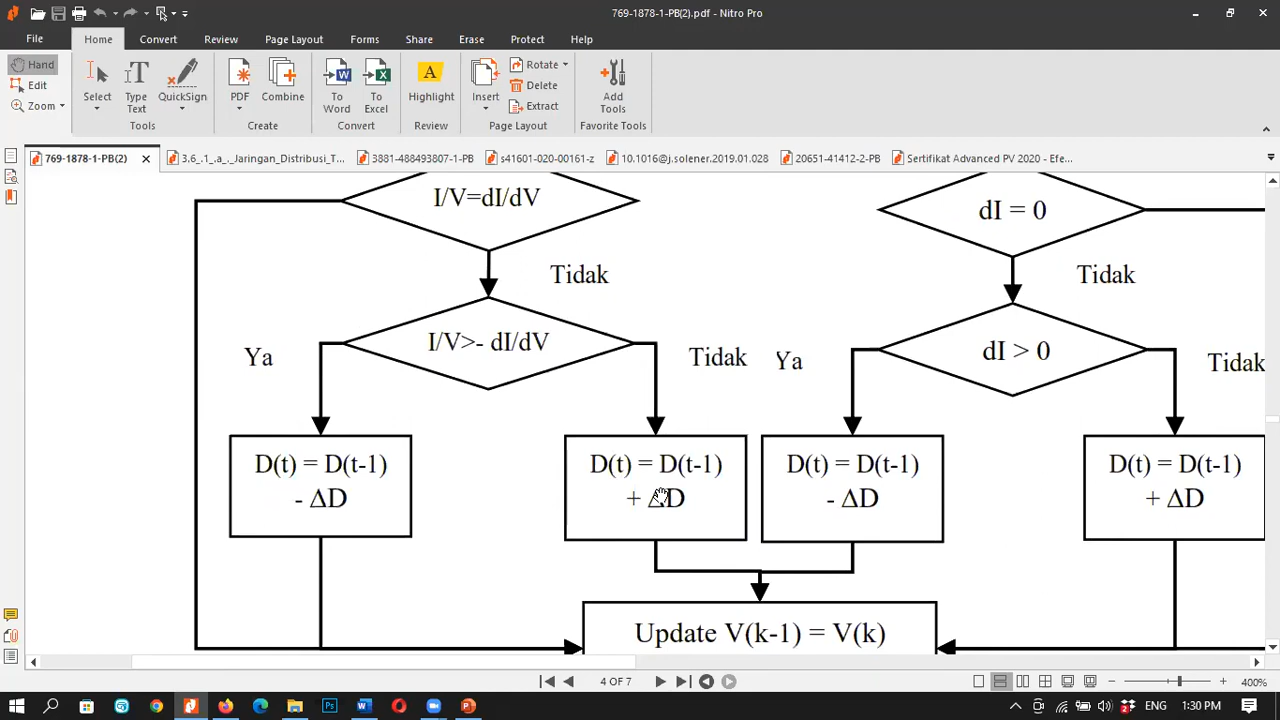 769-1878-1-PB(2).pdf - Nitro Pro
File
Home
Convert
Review
Page Layout
Forms
Share
Erase
Protect
Help
Hand
Edit
Zoom
Select
Type
Text
QuickSign
PDF
Combine
To
Word
To
Excel
Highlight
Insert
Rotate
Delete
Extract
Add
Tools
Tools
Create
Convert
Review
Page Layout
Favorite Tools
769-1878-1-PB(2)
3.6_.1_.a_._Jaringan_Distribusi_T...
3881-488493807-1-PB
s41601-020-00161-z
10.1016@j.solener.2019.01.028
20651-41412-2-PB
Sertifikat Advanced PV 2020 - Efe...
I/V=dI/dV
dI = 0
Tidak
Tidak
I/V>- dI/dV
dI > 0
Ya
Tidak
Ya
Tidak
D(t) = D(t-1)
- ΔD
D(t) = D(t-1)
+ ΔD
D(t) = D(t-1)
- ΔD
D(t) = D(t-1)
+ ΔD
Update V(k-1) = V(k)
4 OF 7
400%
ENG
1:30 PM